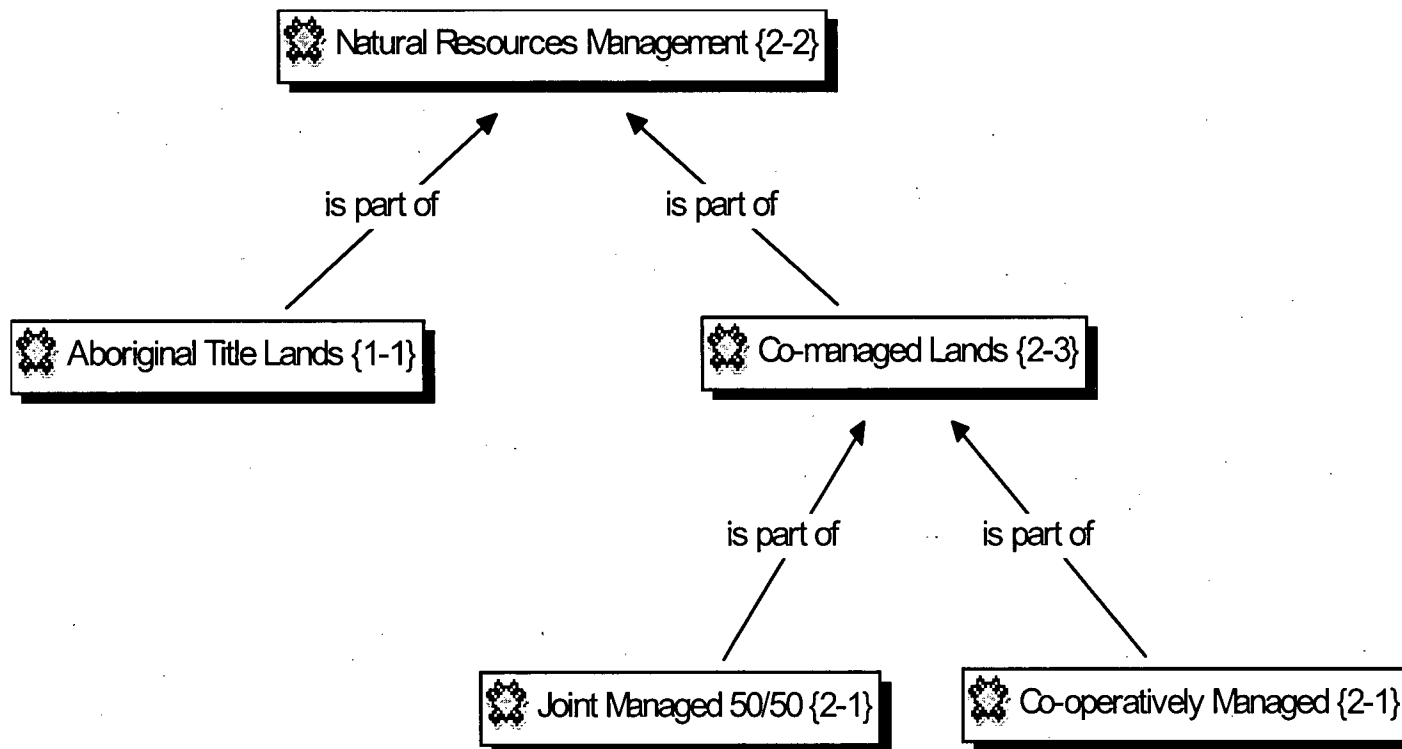 Natural Resources Management {2-2}
is part of
is part of
Aboriginal Title Lands {1-1}
Co-managed Lands {2-3}
is part of
is part of
Joint Managed 50/50 {2-1}
Co-operatively Managed {2-1}